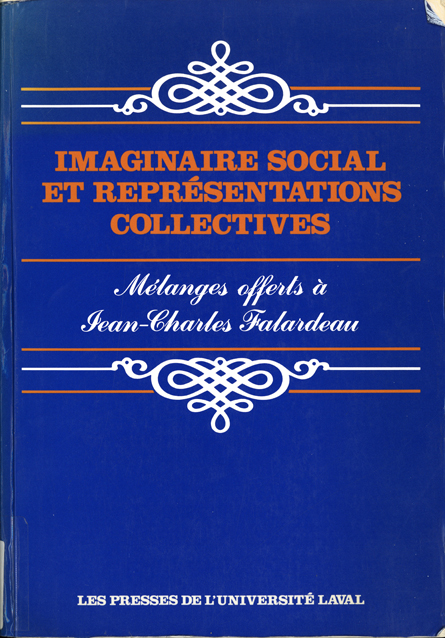 IMAGINAIRE SOCIAL
ET REPRÉSENTATIONS
COLLECTIVES
Mélanges offerts à
Jean-Charles Falardeau
LES PRESSES DE L'UNIVERSITÉ LAVAL